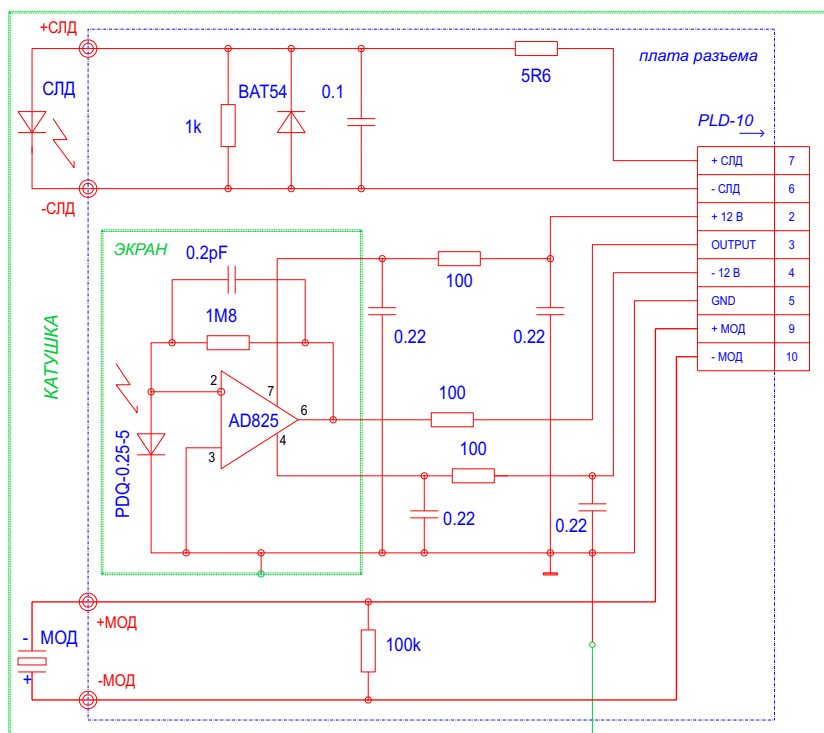 +СЛД
плата разъема
СЛД
BAT54
0.1
5R6
1k
PLD-10
+ СЛД 7
- СЛД 6
+ 12 В 2
OUTPUT 3
- 12 В 4
GND 5
+ МОД 9
- МОД 10
-СЛД
ЭКРАН
0.2pF
1M8
100
0.22
0.22
КАТУШКА
2
7
6
AD825
3
4
100
100
PDQ-0.25-5
0.22
0.22
+МОД
- МОД
+
100k
-МОД